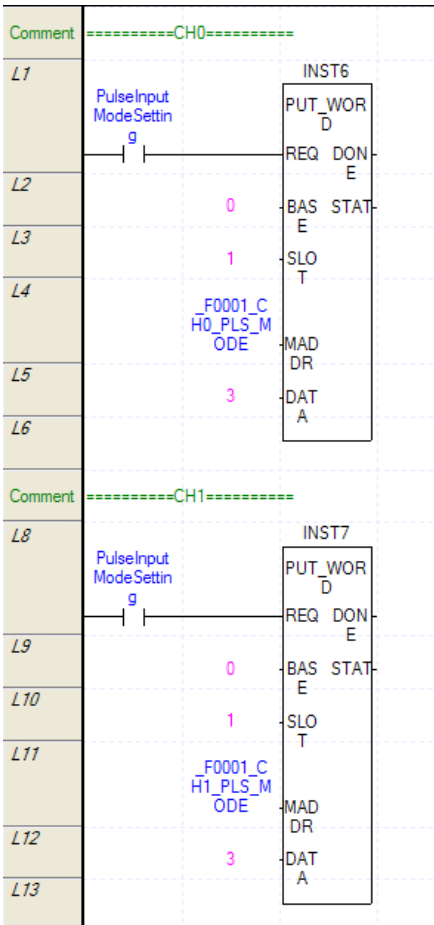 Comment ==========CH0==========
L1
INST6
PulseInput
ModeSettin
g
PUT_WOR
D
REQ DON
E
L2
0
BAS STAT
E
L3
1
SLO
T
L4
_F0001_C
H0_PLS_M
ODE
MAD
DR
L5
3
DAT
A
L6
Comment ==========CH1==========
L8
INST7
PulseInput
ModeSettin
g
PUT_WOR
D
REQ DON
E
L9
0
BAS STAT
E
L10
1
SLO
T
L11
_F0001_C
H1_PLS_M
ODE
MAD
DR
L12
3
DAT
A
L13